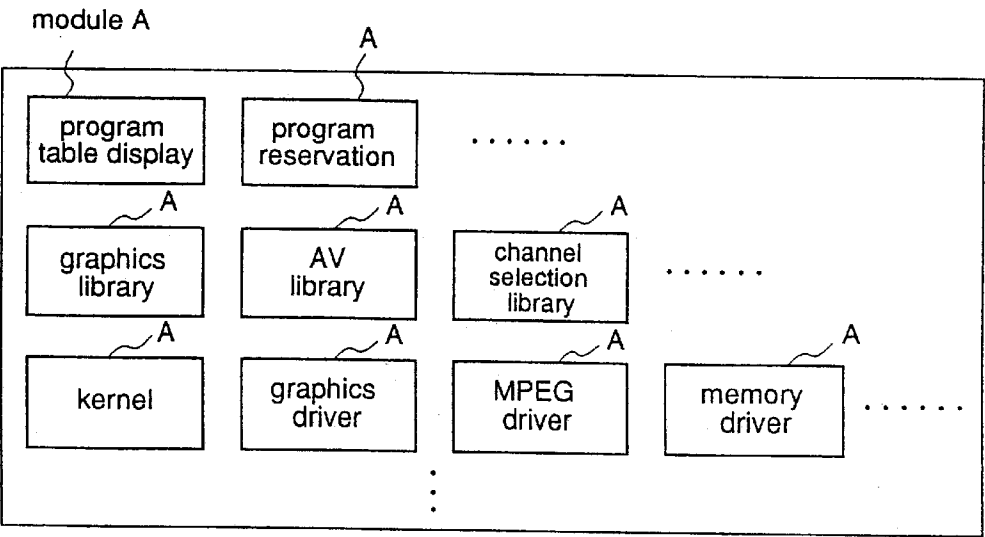 module A
A
program
table display
program
reservation
......
A
A
A
graphics
library
AV
library
channel
selection
library
......
A
A
A
A
kernel
graphics
driver
MPEG
driver
memory
driver
......